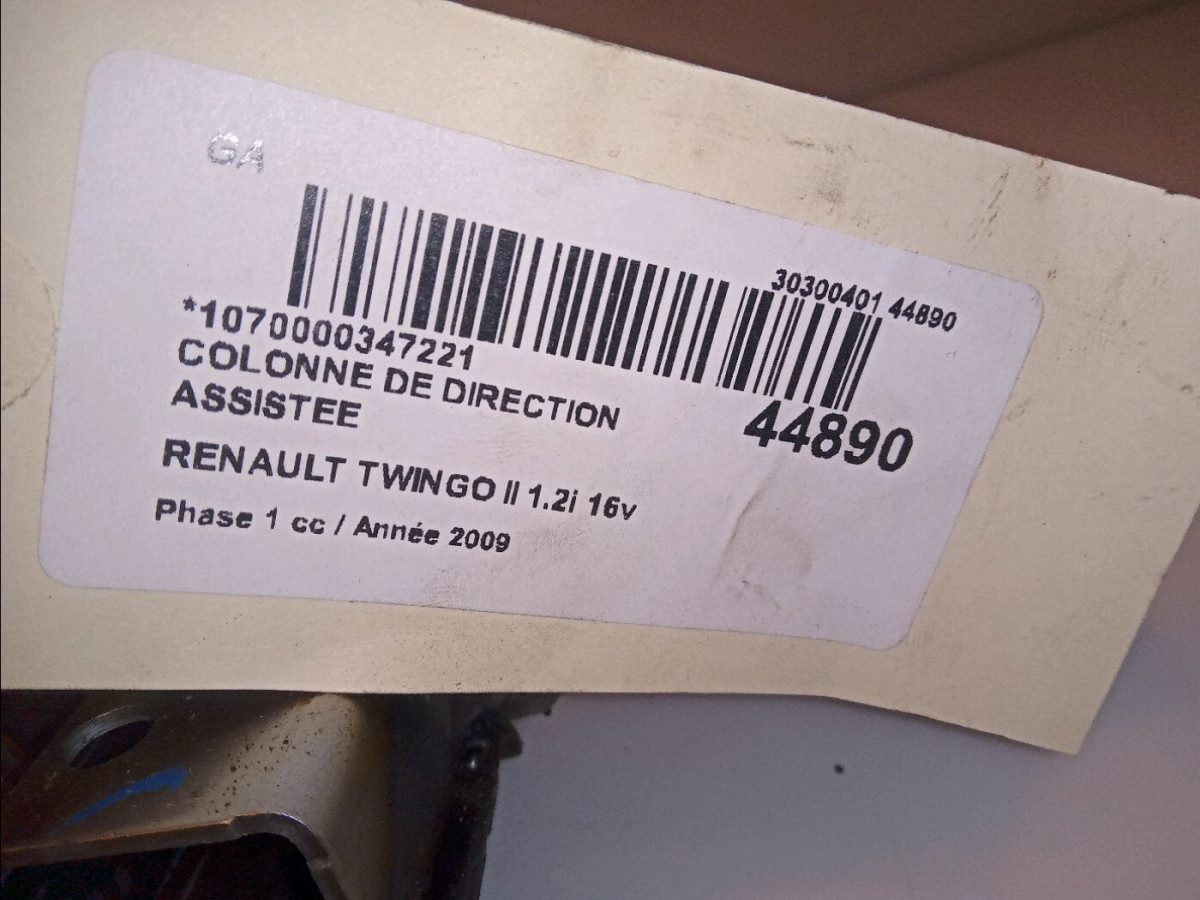 GA
30300401 44890
*1070000347221
COLONNE DE DIRECTION
ASSISTEE
44890
RENAULT TWINGO II 1.2i 16v
Phase 1 cc / Année 2009